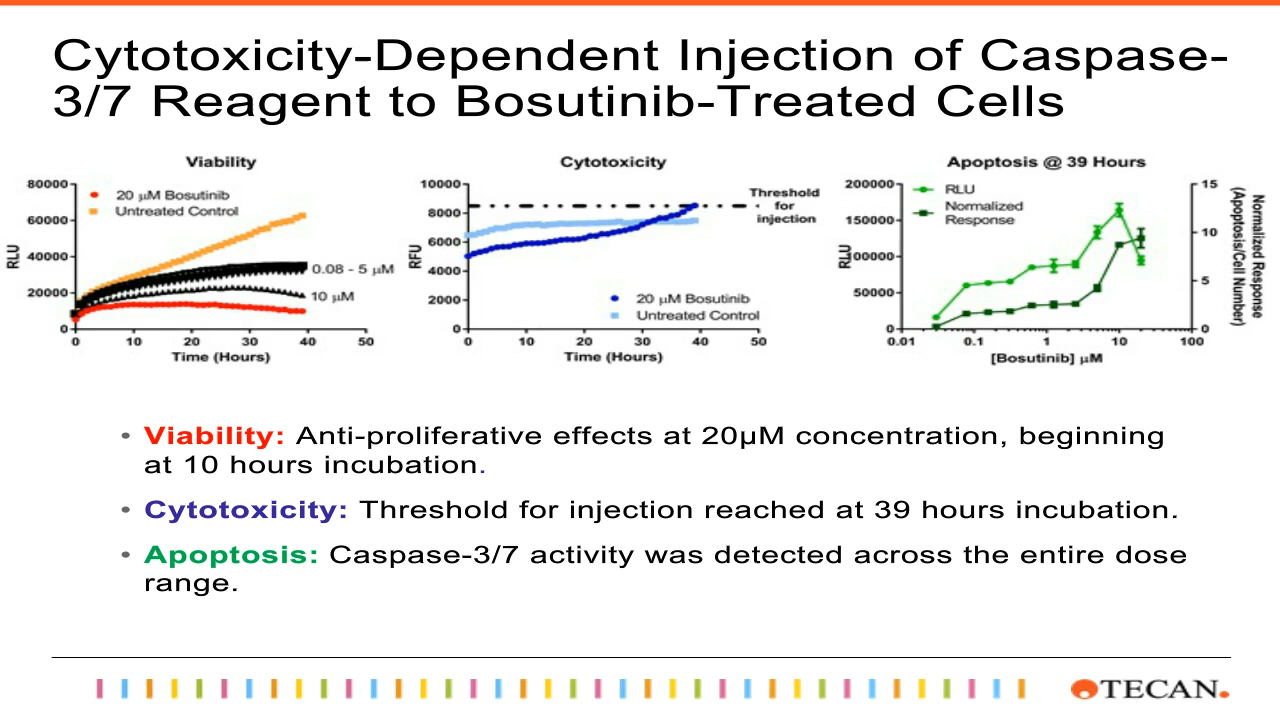 Cytotoxicity-Dependent Injection of Caspase-
3/7 Reagent to Bosutinib-Treated Cells
Viability
80000
60000
40000
20000
0
RLU
20 µM Bosutinib
Untreated Control
0.08 - 5 µM
10 µM
0 10 20 30 40 50
Time (Hours)
Cytotoxicity
10000
8000
6000
4000
2000
0
RFU
Threshold
for
injection
20 µM Bosutinib
Untreated Control
0 10 20 30 40 50
Time (Hours)
Apoptosis @ 39 Hours
200000
150000
100000
50000
0
RLU
RLU
Normalized
Response
15
10
5
0
Normalized Response
(Apoptosis/Cell Number)
0.01 0.1 1 10 100
[Bosutinib] µM
• Viability: Anti-proliferative effects at 20µM concentration, beginning
at 10 hours incubation.
• Cytotoxicity: Threshold for injection reached at 39 hours incubation.
• Apoptosis: Caspase-3/7 activity was detected across the entire dose
range.
TECAN.